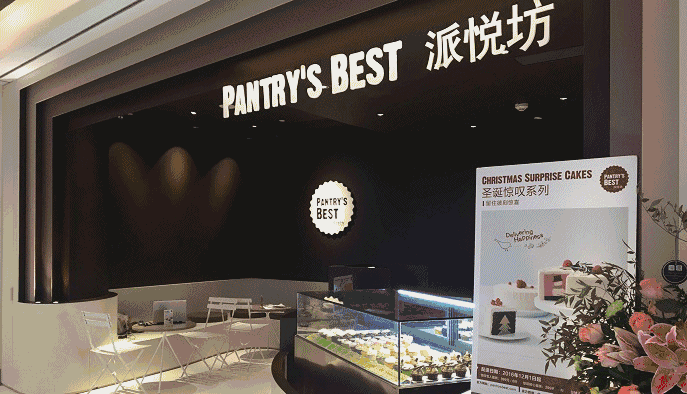 PANTRY'S BEST 派悦坊
PANTRY'S
BEST
CHRISTMAS SURPRISE CAKES
圣诞惊叹系列
PANTRY'S
BEST
Delivering
Happiness